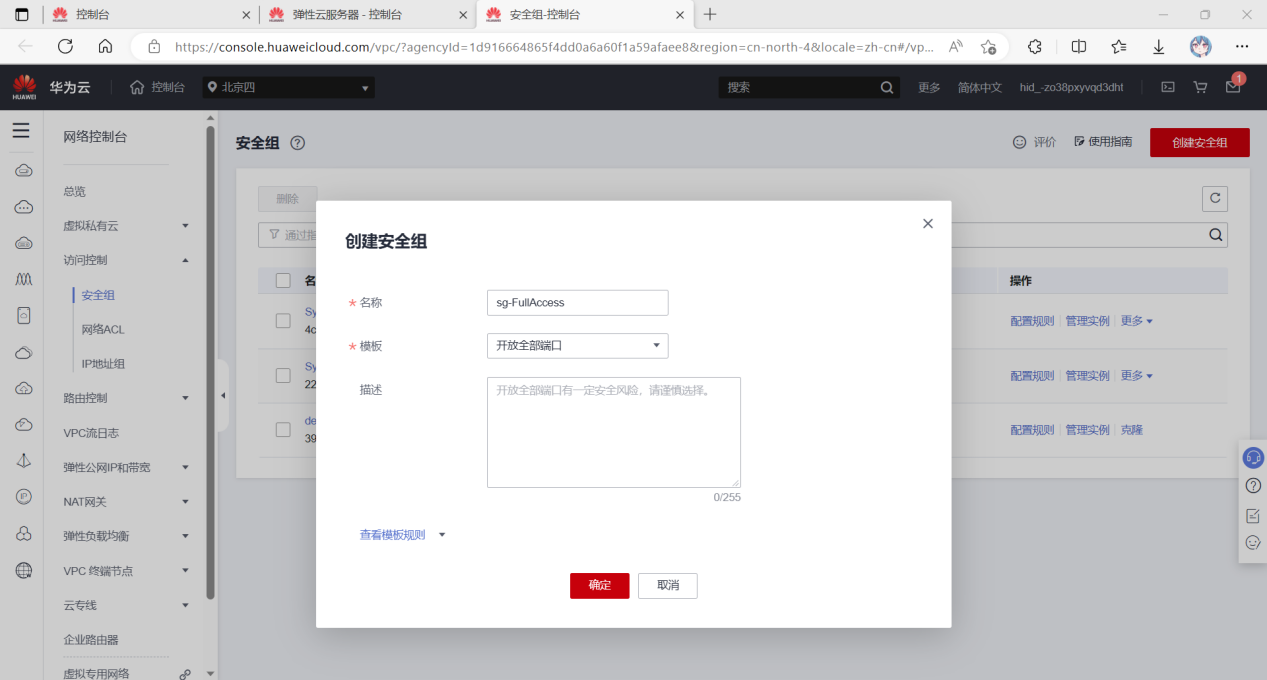 控制台
弹性云服务器 - 控制台
安全组-控制台
https://console.huaweicloud.com/vpc/?agencyId=1d916664865f4dd0a6a60f1a59afaee8&region=cn-north-4&locale=zh-cn#/vp...
HUAWEI
华为云
控制台
北京四
搜索
更多
简体中文
hid_-zo38pxyvqd3dht
1
网络控制台
总览
虚拟私有云
访问控制
安全组
网络ACL
IP地址组
路由控制
VPC流日志
弹性公网IP和带宽
NAT网关
弹性负载均衡
VPC 终端节点
云专线
企业路由器
虚拟专用网络
安全组
评价
使用指南
创建安全组
删除
通过指
名
操作
Sy
4c
配置规则
管理实例
更多
Sy
22
配置规则
管理实例
更多
de
39
配置规则
管理实例
克隆
创建安全组
* 名称
sg-FullAccess
* 模板
开放全部端口
描述
开放全部端口有一定安全风险，请谨慎选择。
0/255
查看模板规则
确定
取消